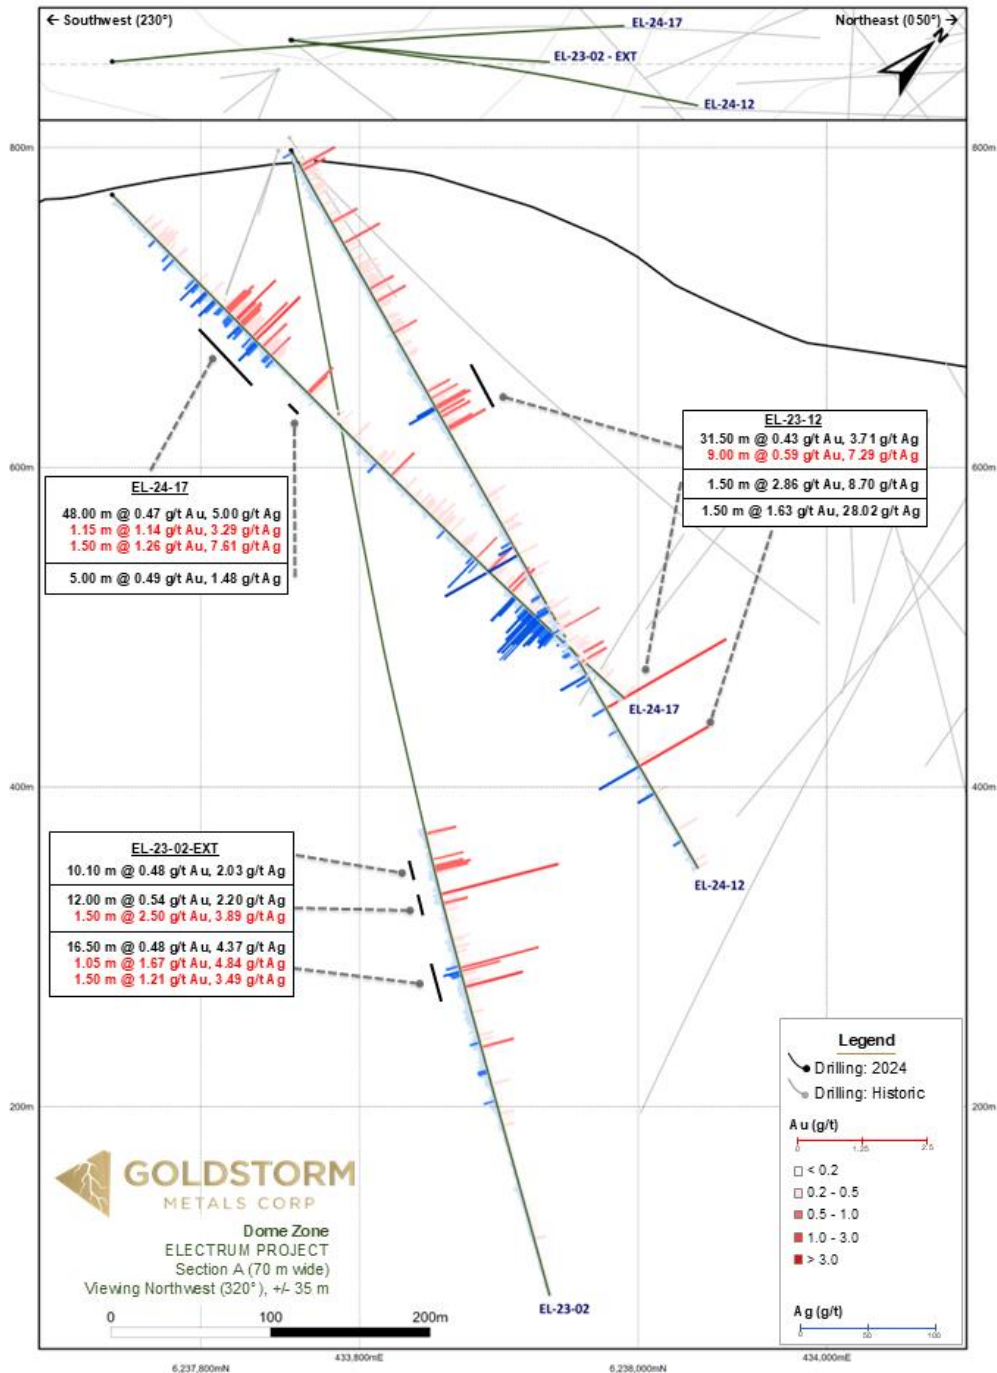 ← Southwest (230°)
Northeast (050°) →
N
EL-24-17
EL-23-02 - EXT
EL-24-12
800m
800m
EL-23-12
31.50 m @ 0.43 g/t Au, 3.71 g/t Ag
9.00 m @ 0.59 g/t Au, 7.29 g/t Ag
1.50 m @ 2.86 g/t Au, 8.70 g/t Ag
1.50 m @ 1.63 g/t Au, 28.02 g/t Ag
600m
600m
EL-24-17
48.00 m @ 0.47 g/t Au, 5.00 g/t Ag
1.15 m @ 1.14 g/t Au, 3.29 g/t Ag
1.50 m @ 1.26 g/t Au, 7.61 g/t Ag
5.00 m @ 0.49 g/t Au, 1.48 g/t Ag
EL-24-17
400m
400m
EL-23-02-EXT
10.10 m @ 0.48 g/t Au, 2.03 g/t Ag
12.00 m @ 0.54 g/t Au, 2.20 g/t Ag
1.50 m @ 2.50 g/t Au, 3.89 g/t Ag
16.50 m @ 0.48 g/t Au, 4.37 g/t Ag
1.05 m @ 1.67 g/t Au, 4.84 g/t Ag
1.50 m @ 1.21 g/t Au, 3.49 g/t Ag
EL-24-12
200m
200m
Legend
Drilling: 2024
Drilling: Historic
Au (g/t)
0 1.25 2.5
< 0.2
0.2 - 0.5
0.5 - 1.0
1.0 - 3.0
> 3.0
Ag (g/t)
0 50 100
GOLDSTORM
METALS CORP
Dome Zone
ELECTRUM PROJECT
Section A (70 m wide)
Viewing Northwest (320°), +/- 35 m
0 100 200m
EL-23-02
433,800mE
434,000mE
6,237,800mN
6,238,000mN